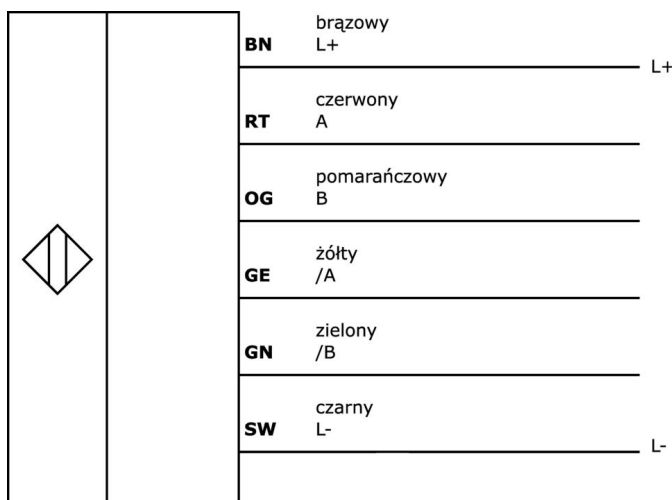 brązowy
BN L+
L+
czerwony
RT A
pomarańczowy
OG B
żółty
GE /A
zielony
GN /B
czarny
SW L-
L-